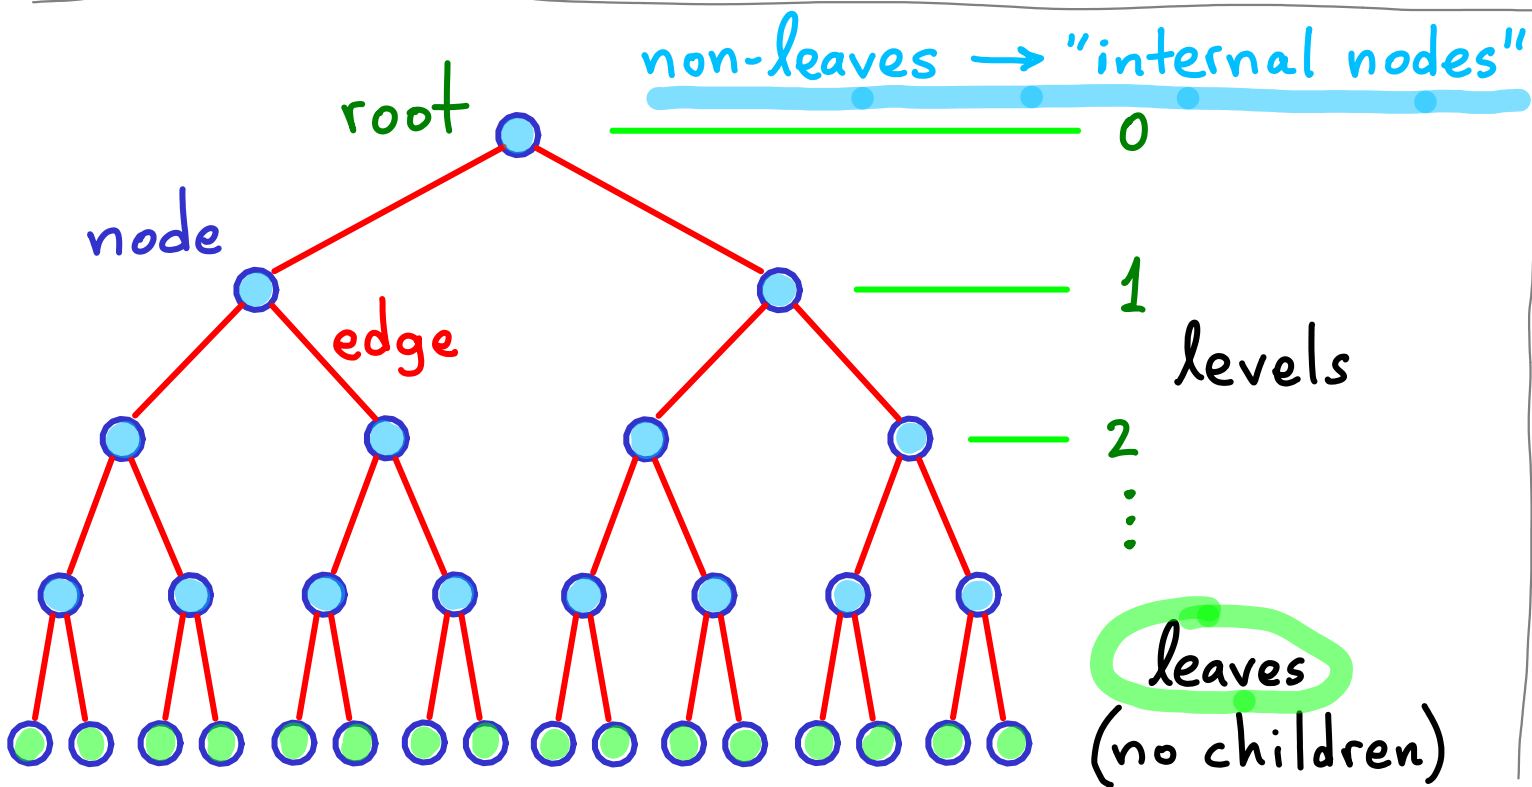 non-leaves → "internal nodes"
root
0
node
1
edge
levels
2
⋮
leaves
(no children)